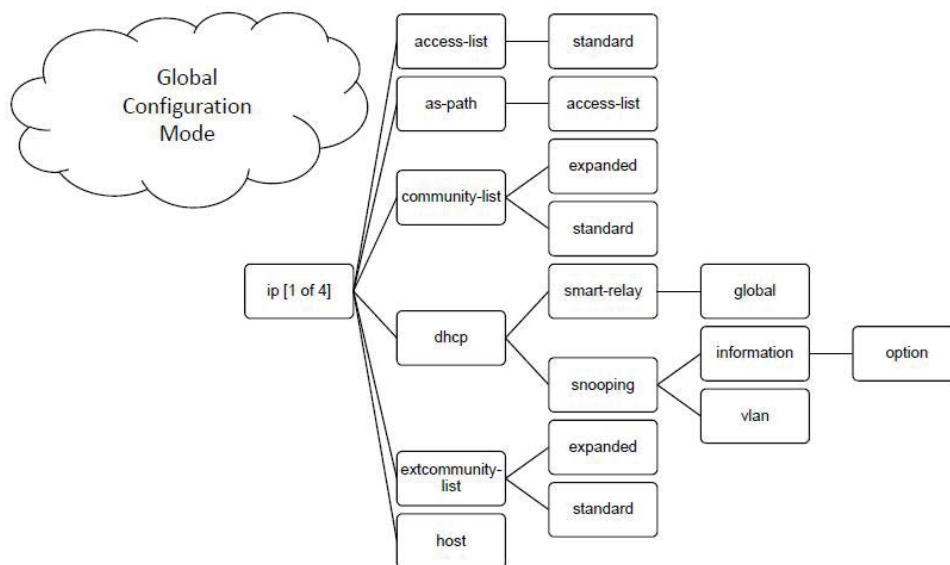 Global
Configuration
Mode
access-list
standard
as-path
access-list
community-list
expanded
standard
ip [1 of 4]
dhcp
smart-relay
global
snooping
information
option
vlan
extcommunity-
list
expanded
standard
host